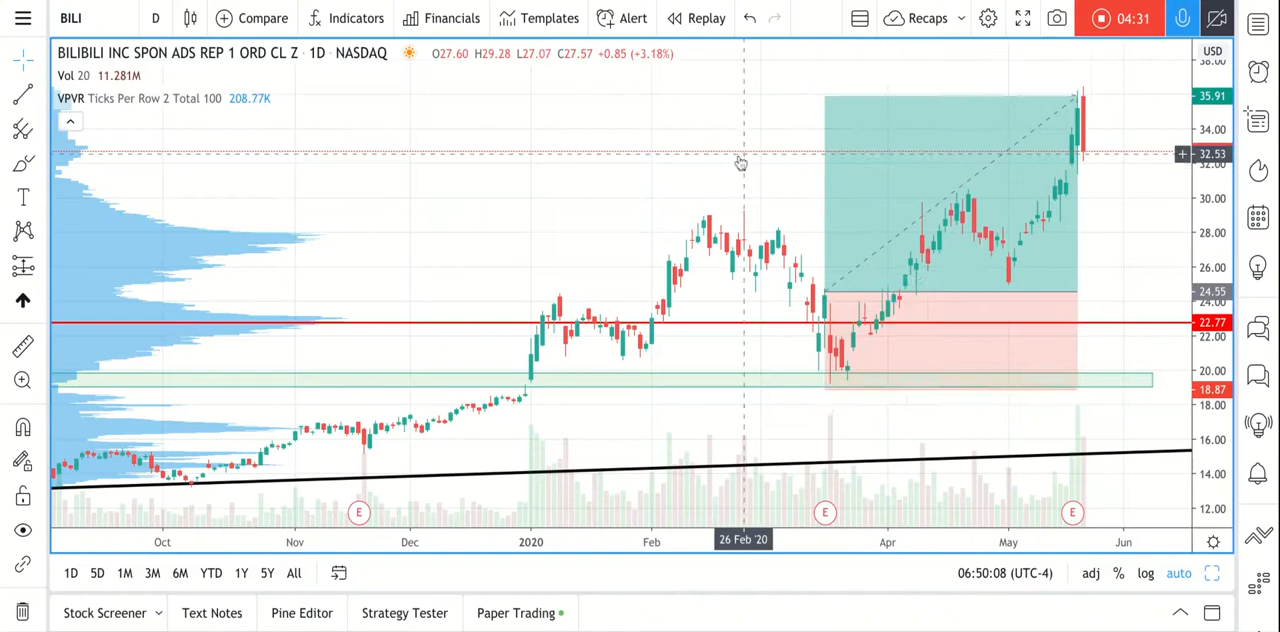 BILI D Compare Indicators Financials Templates Alert Replay Recaps 04:31
BILIBILI INC SPON ADS REP 1 ORD CL Z · 1D · NASDAQ O27.60 H29.28 L27.07 C27.57 +0.85 (+3.18%)
Vol 20 11.281M
VPVR Ticks Per Row 2 Total 100 208.77K
USD
38.00
35.91
34.00
32.53
32.00
30.00
28.00
26.00
24.55
24.00
22.77
20.00
18.87
18.00
16.00
14.00
12.00
E E E
Oct Nov Dec 2020 Feb 26 Feb '20 Apr May Jun
1D 5D 1M 3M 6M YTD 1Y 5Y All 06:50:08 (UTC-4) adj % log auto
Stock Screener Text Notes Pine Editor Strategy Tester Paper Trading